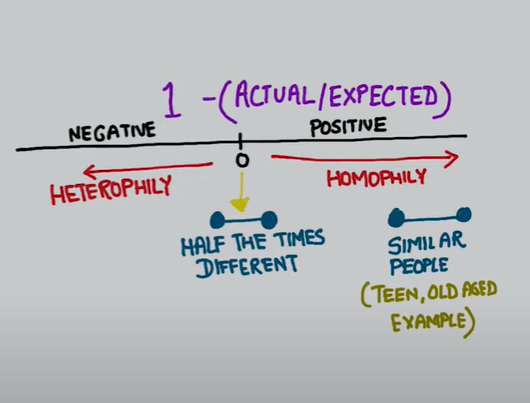 1 - (ACTUAL/EXPECTED)
NEGATIVE
POSITIVE
0
HETEROPHILY
HOMOPHILY
HALF THE TIMES
DIFFERENT
SIMILAR
PEOPLE
(TEEN, OLD AGED
EXAMPLE)